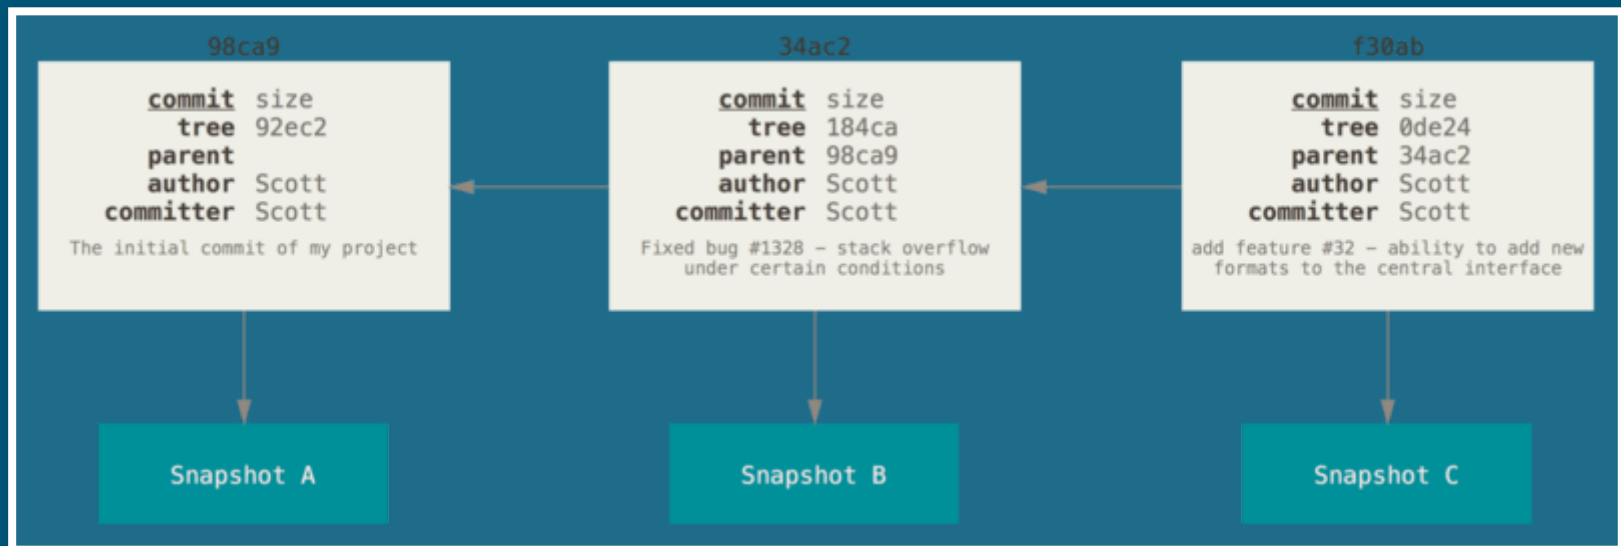 98ca9
commit size
tree 92ec2
parent
author Scott
committer Scott
The initial commit of my project
Snapshot A
34ac2
commit size
tree 184ca
parent 98ca9
author Scott
committer Scott
Fixed bug #1328 – stack overflow
under certain conditions
Snapshot B
f30ab
commit size
tree 0de24
parent 34ac2
author Scott
committer Scott
add feature #32 – ability to add new
formats to the central interface
Snapshot C